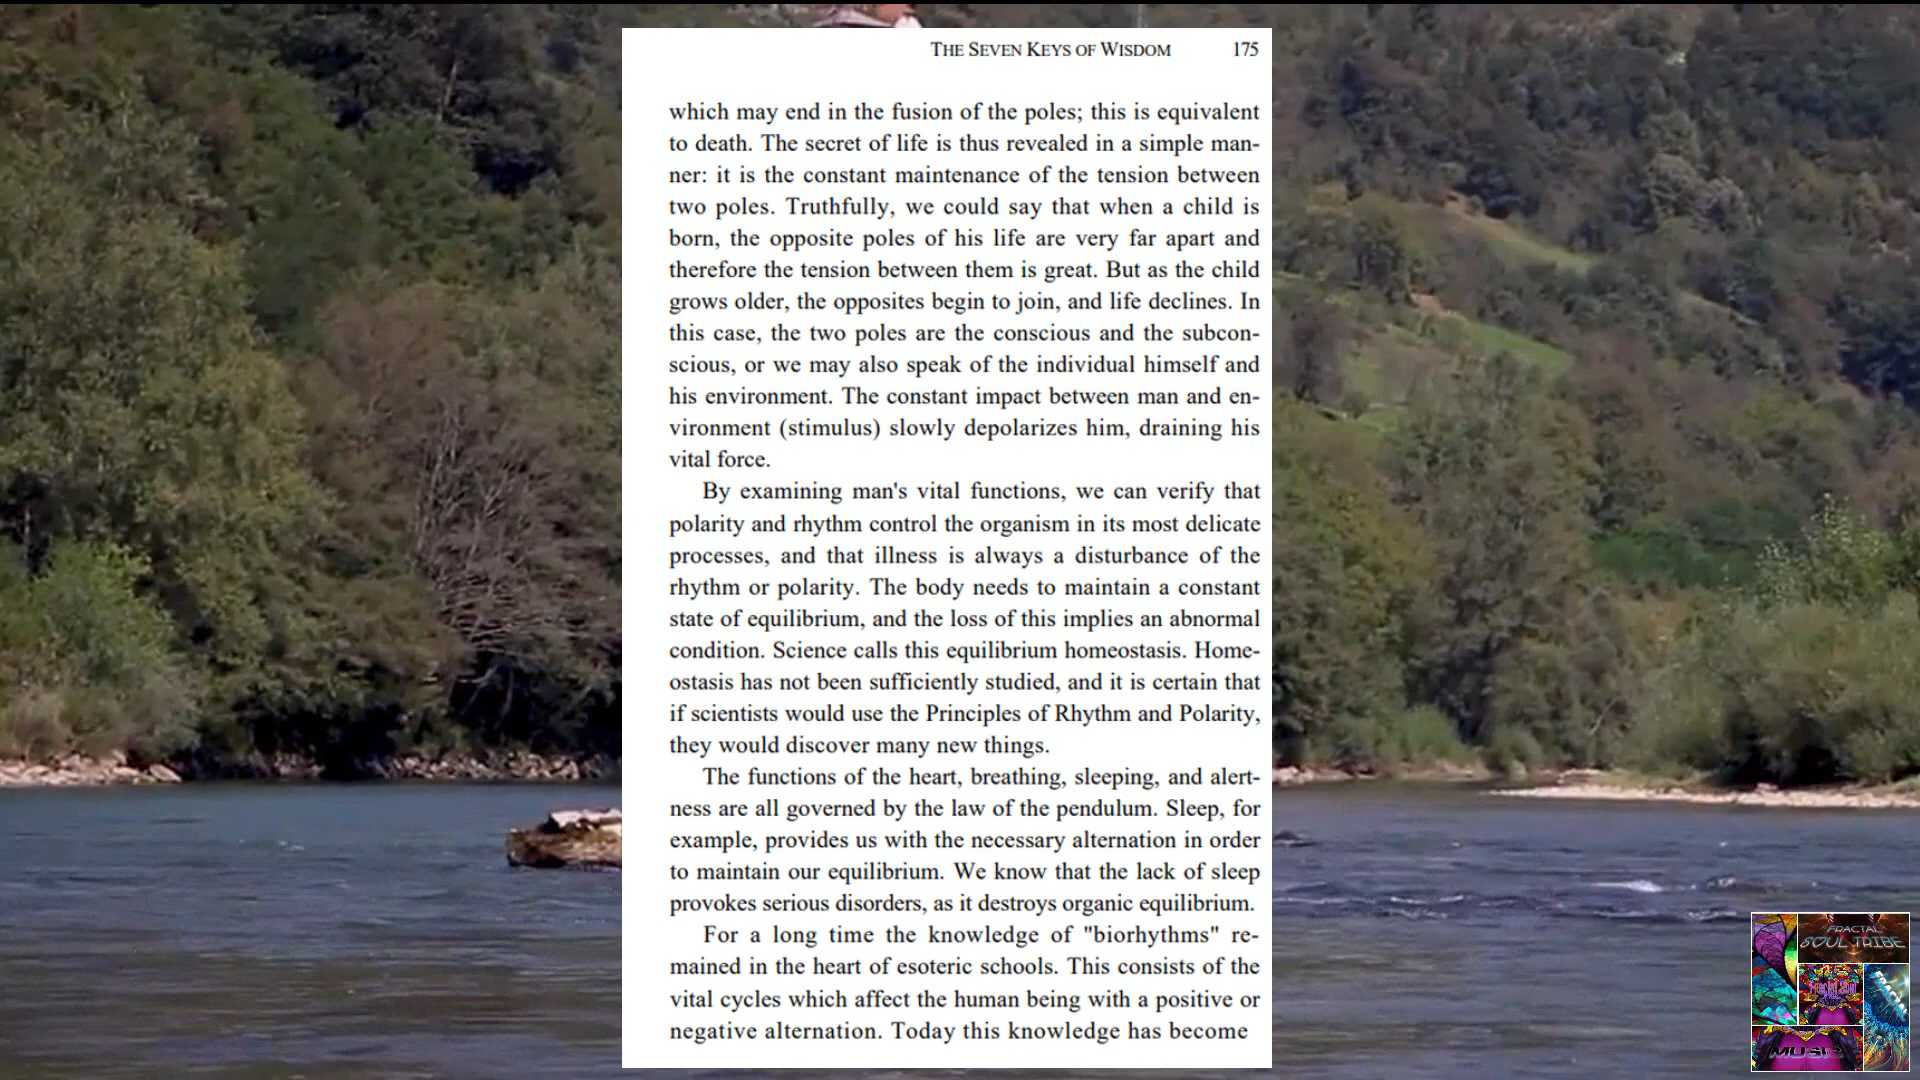 THE SEVEN KEYS OF WISDOM 175
which may end in the fusion of the poles; this is equivalent
to death. The secret of life is thus revealed in a simple man-
ner: it is the constant maintenance of the tension between
two poles. Truthfully, we could say that when a child is
born, the opposite poles of his life are very far apart and
therefore the tension between them is great. But as the child
grows older, the opposites begin to join, and life declines. In
this case, the two poles are the conscious and the subcon-
scious, or we may also speak of the individual himself and
his environment. The constant impact between man and en-
vironment (stimulus) slowly depolarizes him, draining his
vital force.
By examining man's vital functions, we can verify that
polarity and rhythm control the organism in its most delicate
processes, and that illness is always a disturbance of the
rhythm or polarity. The body needs to maintain a constant
state of equilibrium, and the loss of this implies an abnormal
condition. Science calls this equilibrium homeostasis. Home-
ostasis has not been sufficiently studied, and it is certain that
if scientists would use the Principles of Rhythm and Polarity,
they would discover many new things.
The functions of the heart, breathing, sleeping, and alert-
ness are all governed by the law of the pendulum. Sleep, for
example, provides us with the necessary alternation in order
to maintain our equilibrium. We know that the lack of sleep
provokes serious disorders, as it destroys organic equilibrium.
For a long time the knowledge of "biorhythms" re-
mained in the heart of esoteric schools. This consists of the
vital cycles which affect the human being with a positive or
negative alternation. Today this knowledge has become
FRACTAL
SOUL TRIBE
Fractal Soul
MUSIC